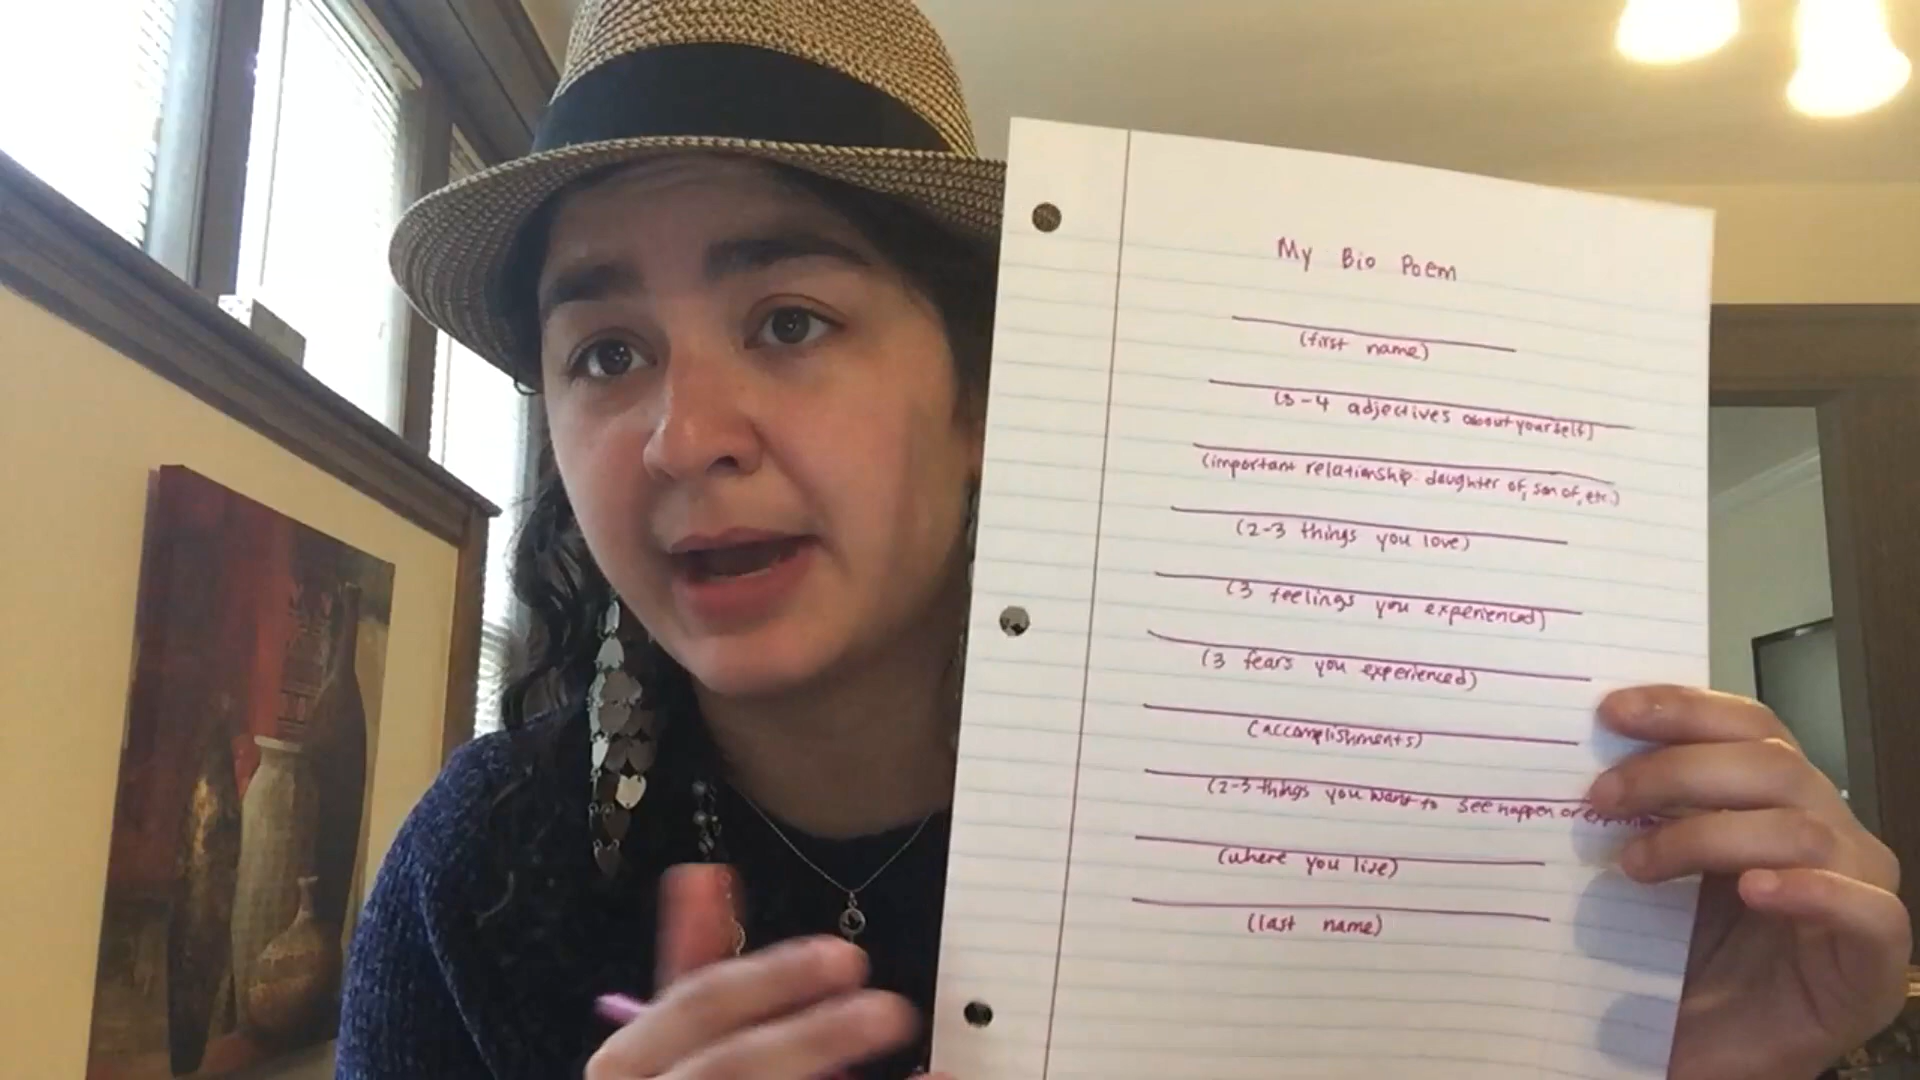 My Bio Poem
(first name)
(3-4 adjectives about yourself)
(important relationship: daughter of, son of, etc.)
(2-3 things you love)
(3 feelings you experienced)
(3 fears you experienced)
(accomplishments)
(2-3 things you want to see happen or
(where you live)
(last name)